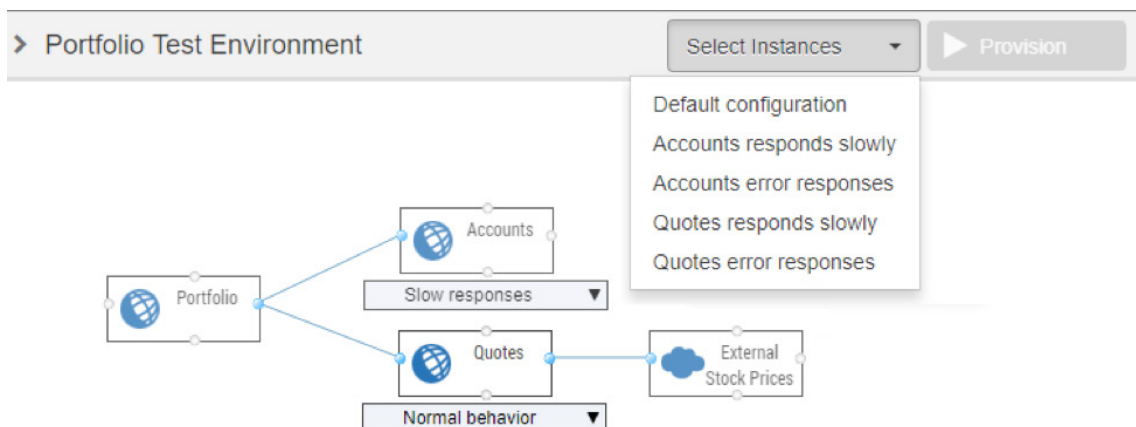 Portfolio Test Environment
Select Instances
Provision
Default configuration
Accounts responds slowly
Accounts error responses
Quotes responds slowly
Quotes error responses
Accounts
Slow responses
Portfolio
Quotes
External
Stock Prices
Normal behavior